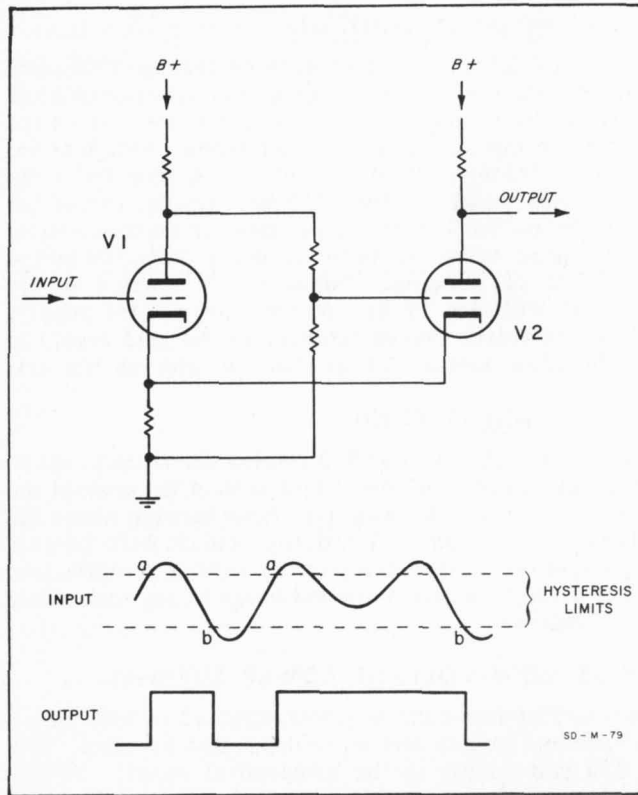 B+ B+
OUTPUT
V1
INPUT
V2
a a
INPUT HYSTERESIS
LIMITS
b b
OUTPUT
SD-M-79